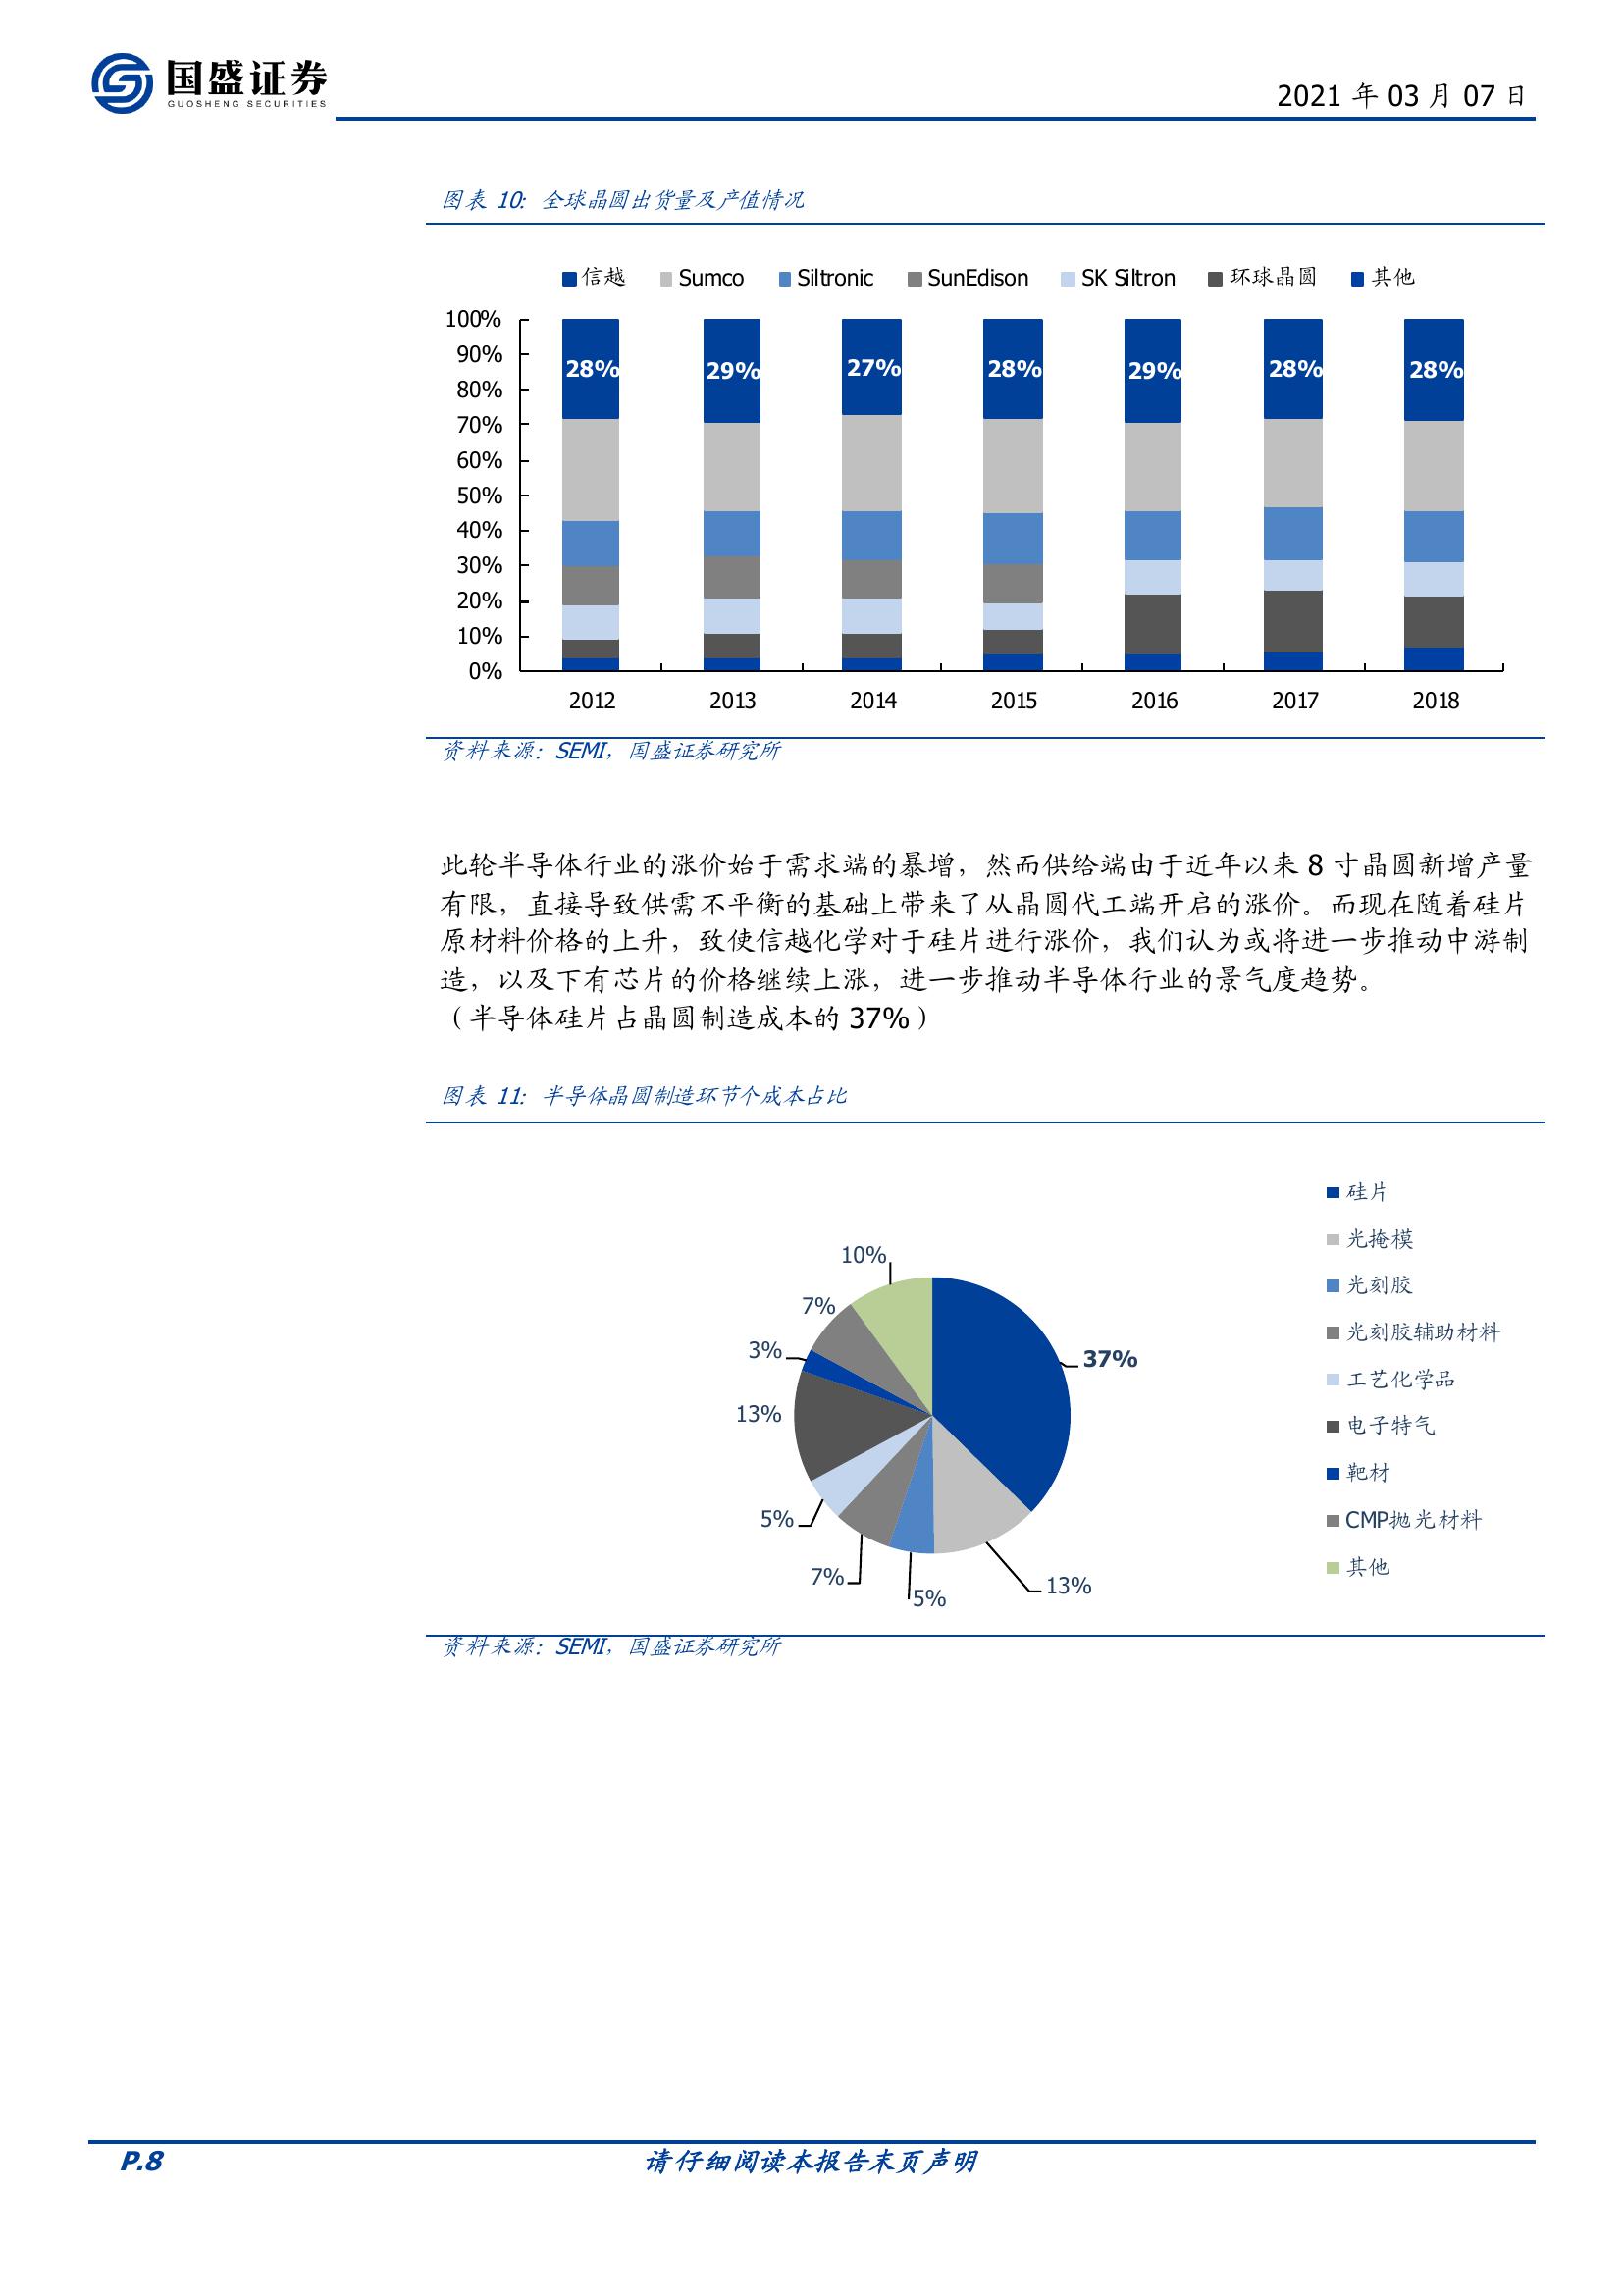 国盛证券
GUOSHENG SECURITIES
2021 年 03 月 07 日
图表 10: 全球晶圆出货量及产值情况
信越 Sumco Siltronic SunEdison SK Siltron 环球晶圆 其他
100%
90%
80%
70%
60%
50%
40%
30%
20%
10%
0%
28% 29% 27% 28% 29% 28% 28%
2012 2013 2014 2015 2016 2017 2018
资料来源: SEMI, 国盛证券研究所
此轮半导体行业的涨价始于需求端的暴增，然而供给端由于近年以来 8 寸晶圆新增产量
有限，直接导致供需不平衡的基础上带来了从晶圆代工端开启的涨价。而现在随着硅片
原材料价格的上升，致使信越化学对于硅片进行涨价，我们认为或将进一步推动中游制
造，以及下有芯片的价格继续上涨，进一步推动半导体行业的景气度趋势。
（半导体硅片占晶圆制造成本的 37%）
图表 11: 半导体晶圆制造环节个成本占比
10%
7%
3%
13%
5%
7%
5%
13%
37%
硅片
光掩模
光刻胶
光刻胶辅助材料
工艺化学品
电子特气
靶材
CMP抛光材料
其他
资料来源: SEMI, 国盛证券研究所
P.8
请仔细阅读本报告末页声明